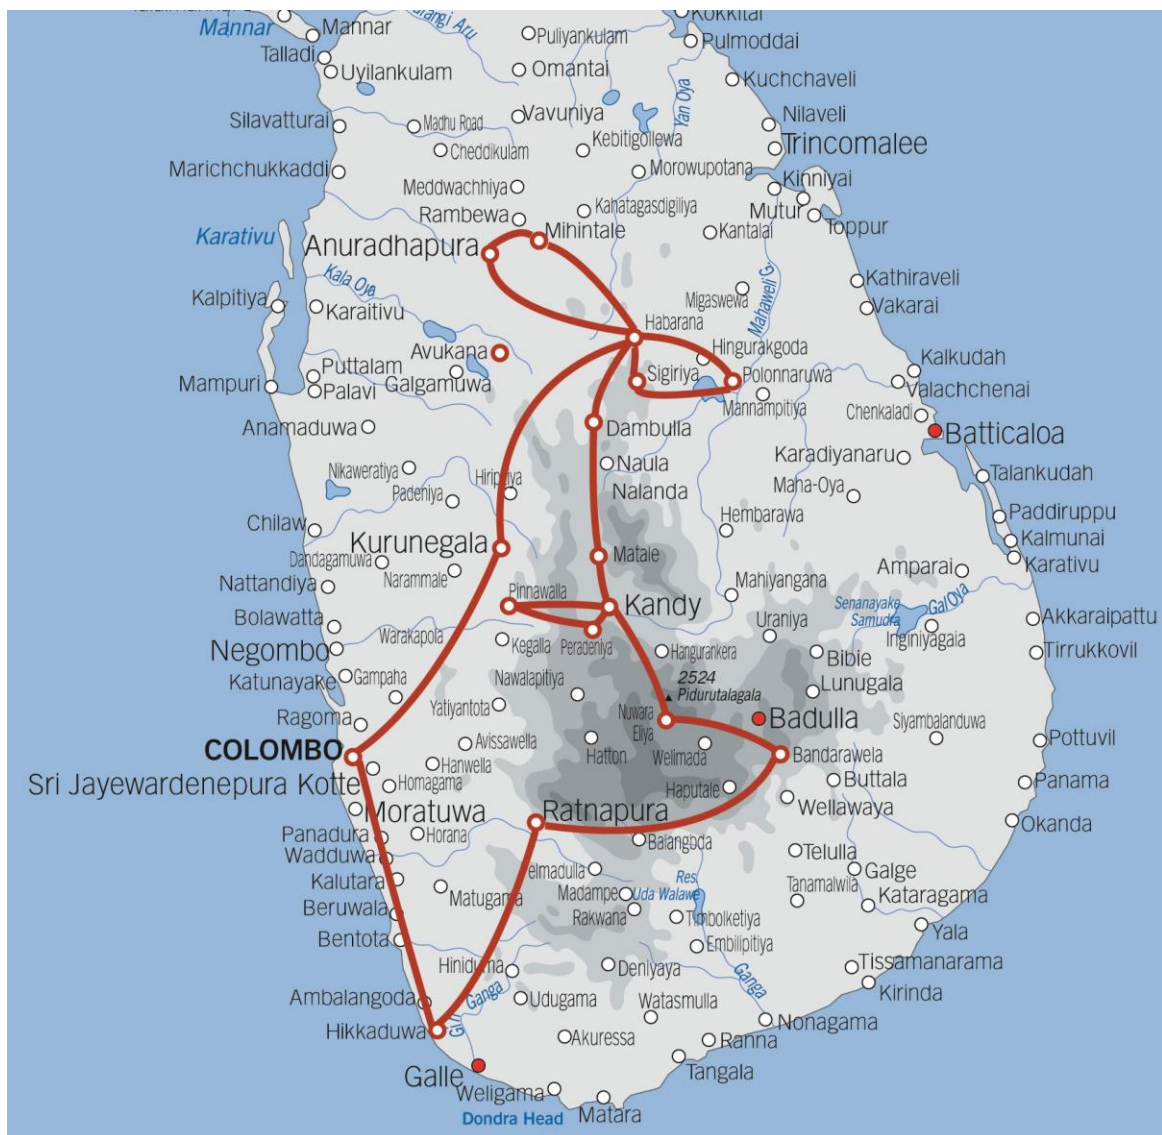 Kokkilai
Mannar
Mannar
Aru
Puliyankulam
Pulmoddai
Talladi
Uyilankulam
Omantai
Kuchchaveli
Yan Oya
Silavatturai
Madhu Road
Vavuniya
Nilaveli
Cheddikulam
Kebitigollewa
Trincomalee
Marichchukkaddi
Morowupotana
Meddwachhiya
Kinniyai
Rambewa
Kahatagasdigiliya
Mutur
Toppur
Karativu
Anuradhapura
Mihintale
Kantalai
Kala Oya
Mahaweli G.
Kathiraveli
Kalpitiya
Karaitivu
Migaswewa
Vakarai
Habarana
Avukana
Hingurakgoda
Kalkudah
Puttalam
Galgamuwa
Sigiriya
Polonnaruwa
Mampuri
Palavi
Valachchenai
Mannampitiya
Chenkaladi
Anamaduwa
Dambulla
Batticaloa
Nikaweratiya
Naula
Karadiyanaru
Hiripitiya
Talankudah
Padeniya
Nalanda
Maha-Oya
Chilaw
Hembarawa
Paddiruppu
Kurunegala
Kalmunai
Dandagamuwa
Matale
Karativu
Narammale
Amparai
Nattandiya
Pinnawalla
Mahiyangana
Kandy
Senanayake
Samudra
Gal Oya
Bolawatta
Akkaraipattu
Warakapola
Uraniya
Inginiyagaia
Negombo
Kegalla
Peradeniya
Hangurankera
Bibie
Tirrukkovil
Katunayake
Gampaha
Nawalapitiya
2524
Pidurutalagala
Lunugala
Yatiyantota
Nuwara
Eliya
Badulla
Siyambalanduwa
Ragoma
Avissawella
Hatton
Welimada
Pottuvil
COLOMBO
Hanwella
Bandarawela
Sri Jayewardenepura Kotte
Homagama
Haputale
Buttala
Panama
Moratuwa
Ratnapura
Wellawaya
Okanda
Panadura
Horana
Balangoda
Wadduwa
Telulla
Kalutara
Pelmadulla
Res.
Uda Walawe
Galge
Matugama
Madampe
Tanamalwila
Kataragama
Beruwala
Rakwana
Timbolketiya
Yala
Bentota
Embilipitiya
Hiniduma
Deniyaya
Ganga
Tissamanarama
Kirinda
Ambalangoda
Ganga
Udugama
Watasmulla
Nonagama
Hikkaduwa
Akuressa
Ranna
Galle
Tangala
Weligama
Matara
Dondra Head